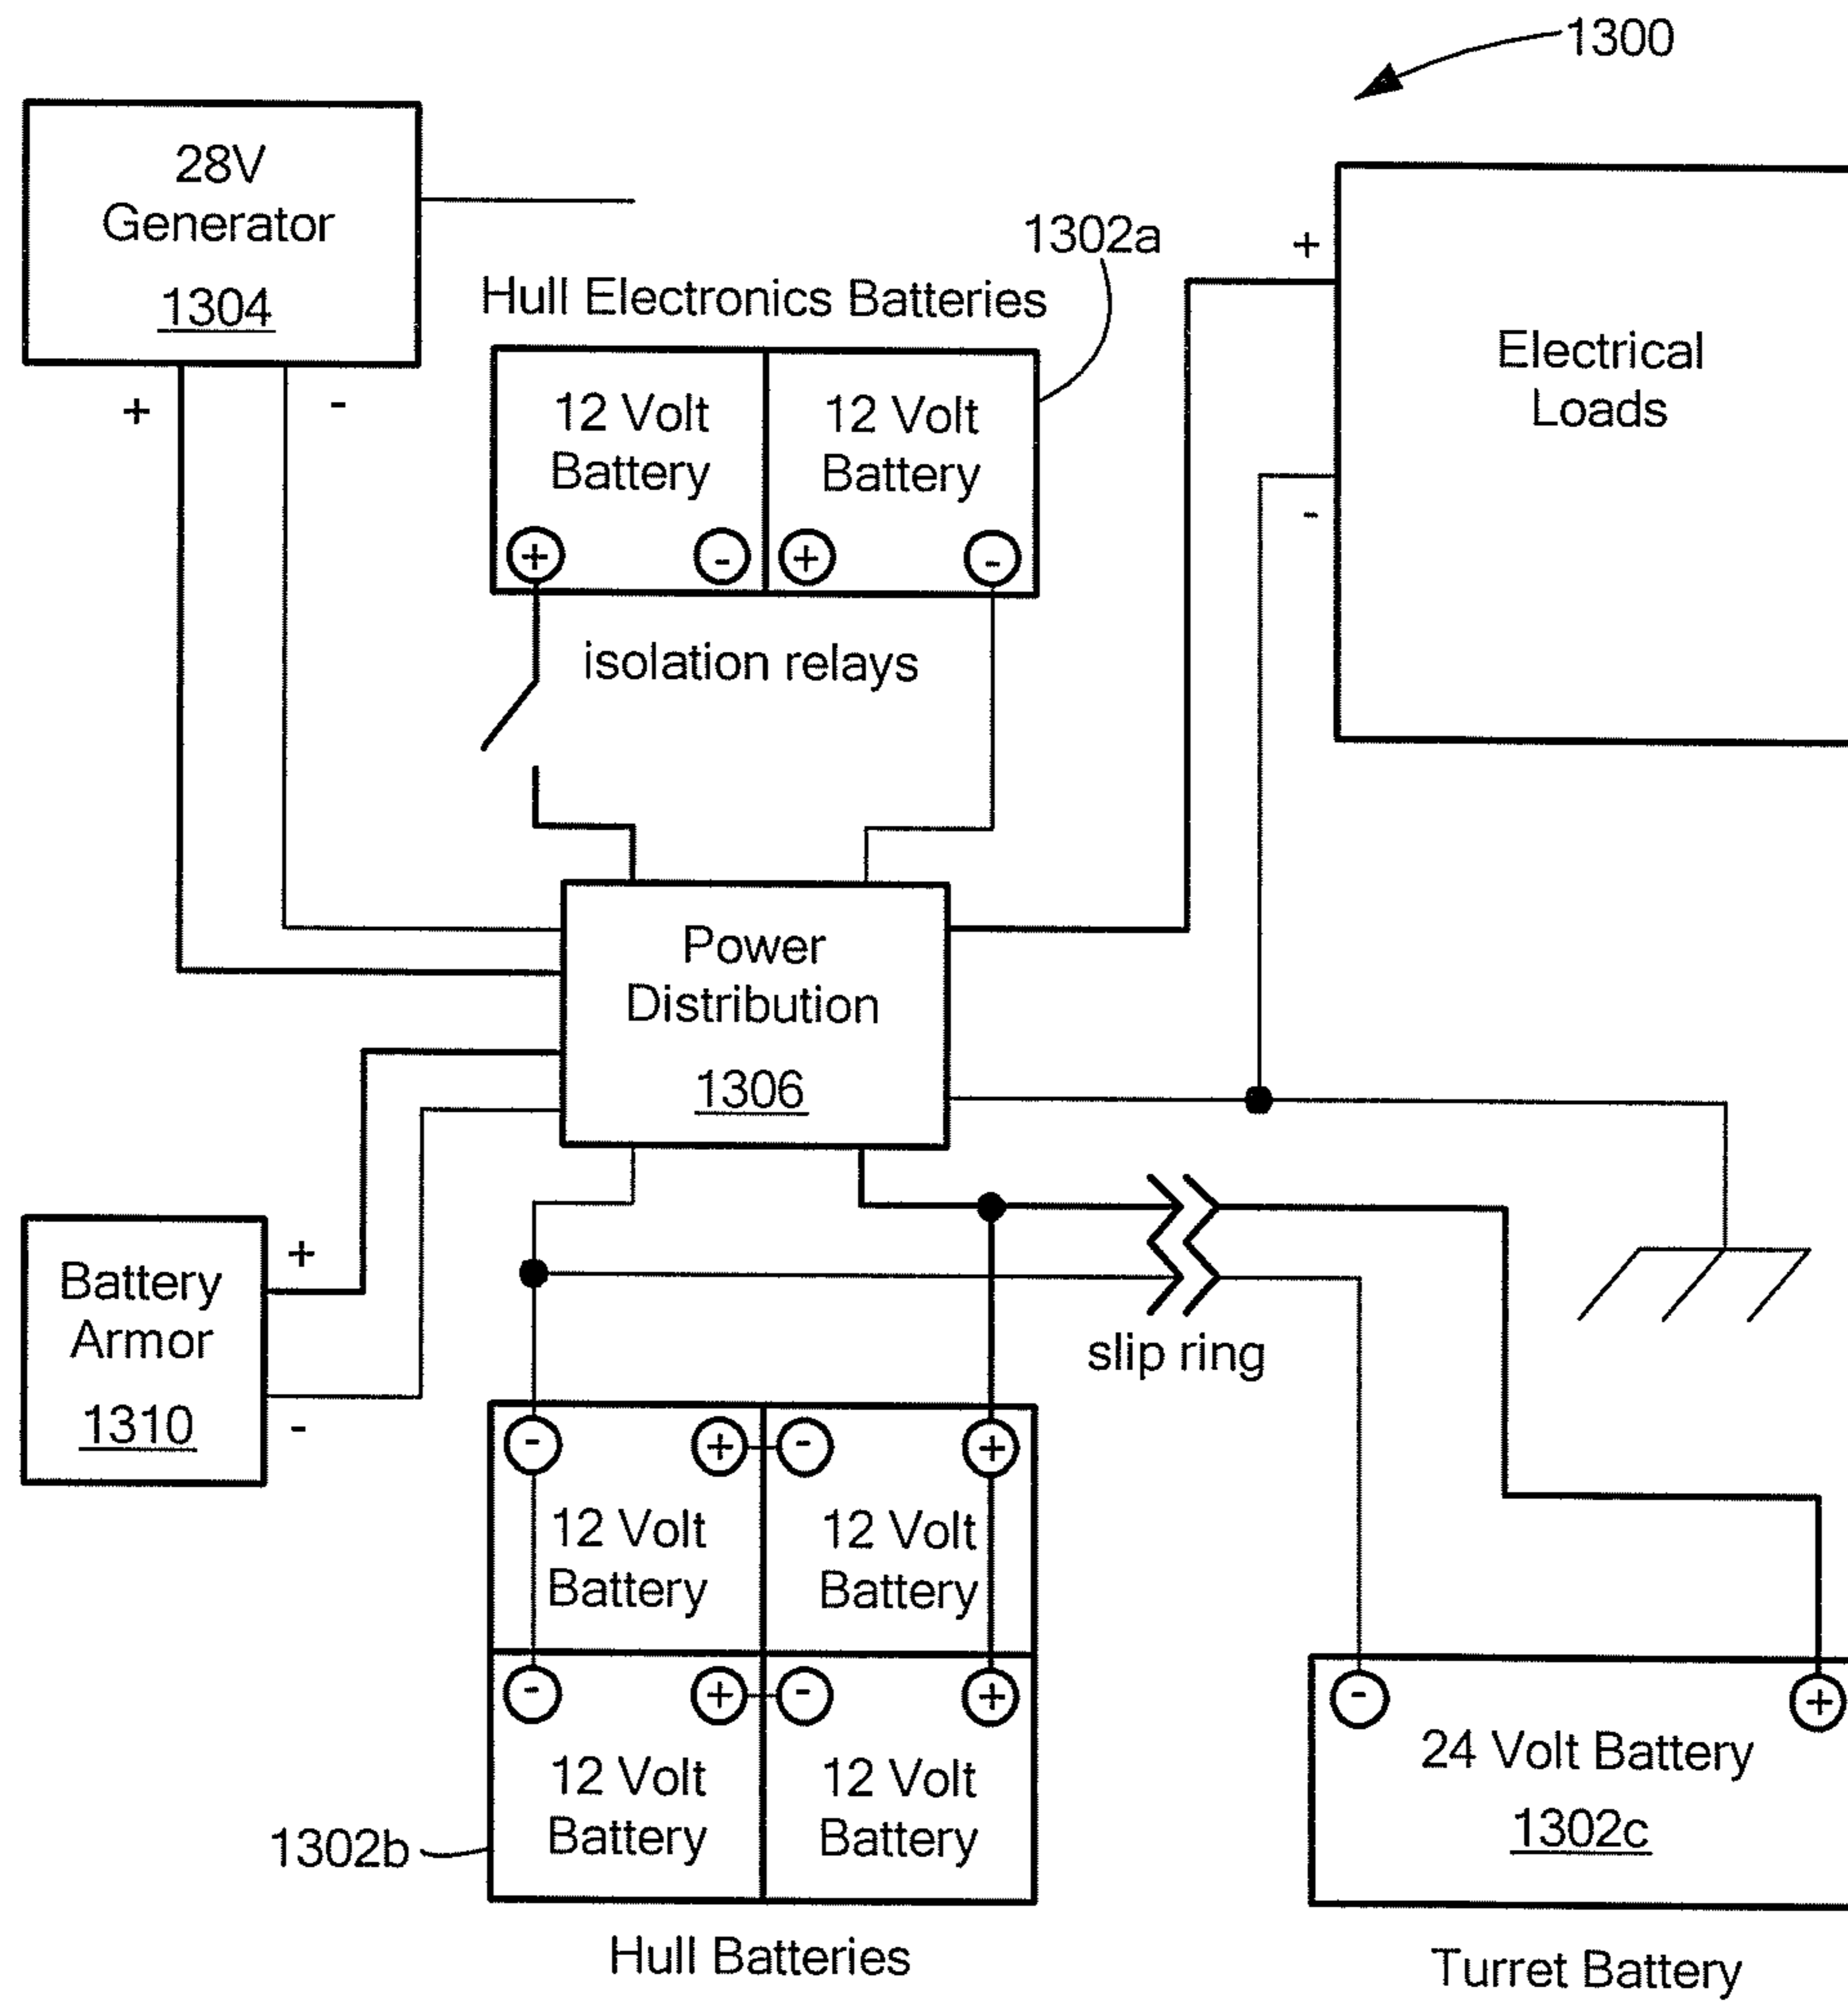 1300
28V
Generator
1304
+
-
Hull Electronics Batteries
1302a
12 Volt
Battery
+
-
12 Volt
Battery
+
-
isolation relays
+
Electrical
Loads
-
Power
Distribution
1306
Battery
Armor
1310
+
-
slip ring
-
+
-
+
12 Volt
Battery
12 Volt
Battery
-
+
-
+
12 Volt
Battery
12 Volt
Battery
1302b
Hull Batteries
-
+
24 Volt Battery
1302c
Turret Battery